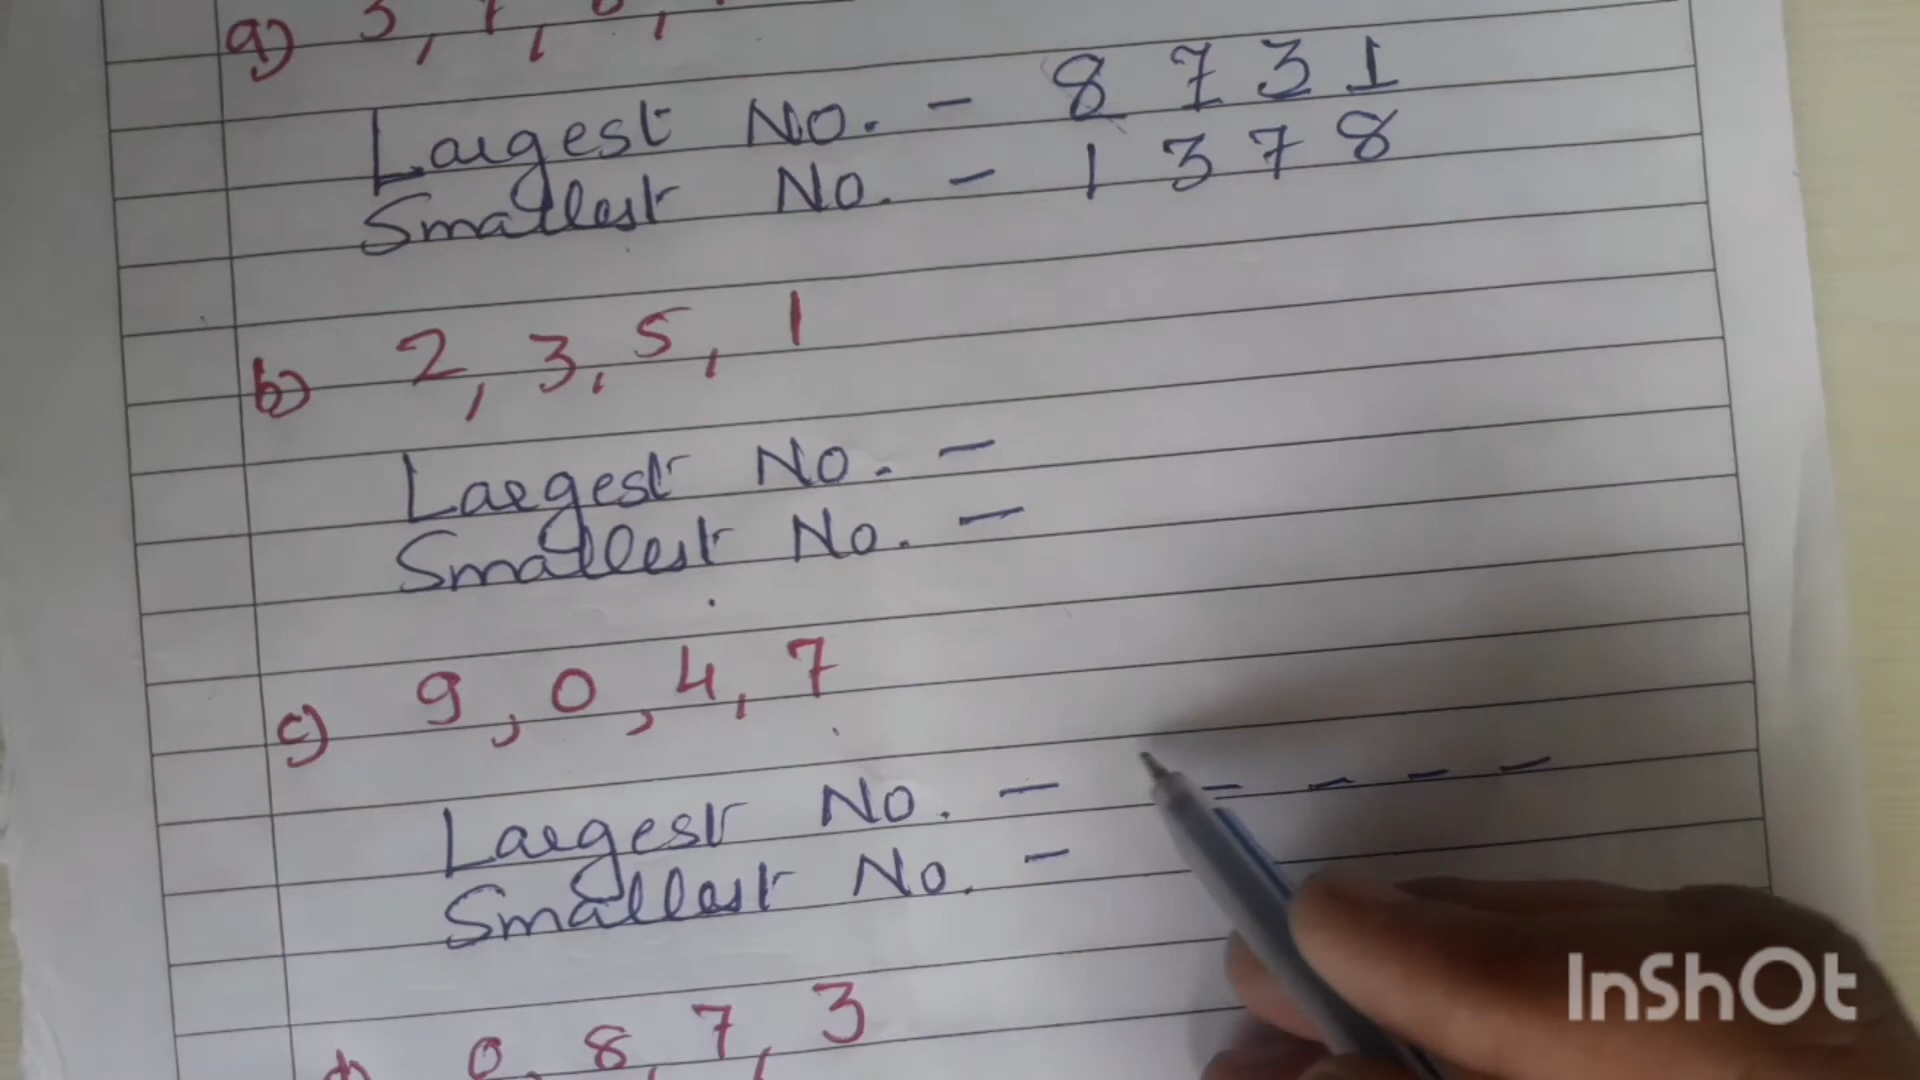 a) 3, 7, 8,
Largest No. - 8 7 3 1
Smallest No. - 1 3 7 8
b) 2, 3, 5, 1
Largest No. -
Smallest No. -
c) 9, 0, 4, 7
Largest No. - - - - -
Smallest No. -
0, 8, 7, 3
InShOt